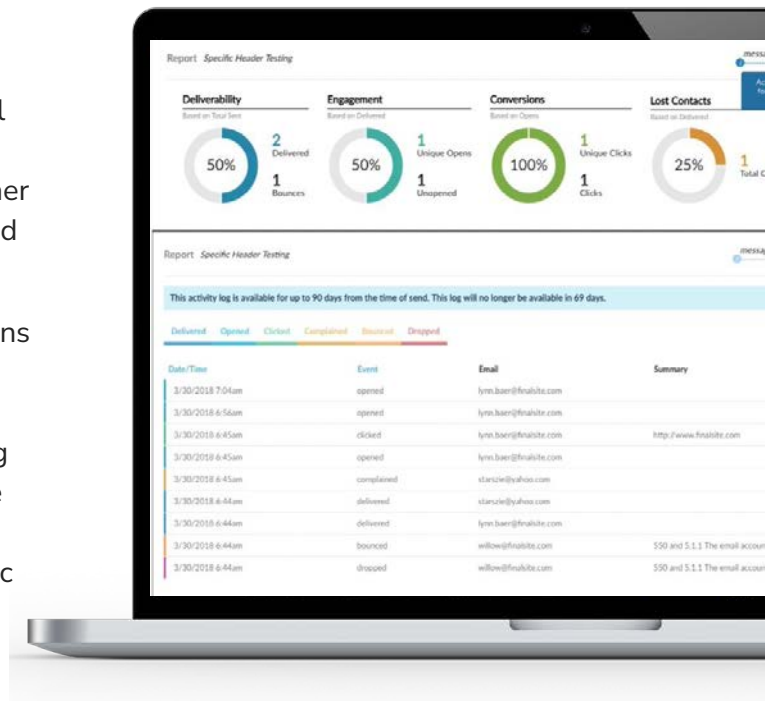 l
her
d
ns
g
e
c
Report Specific Header Testing
messa
Deliverability
Based on Total Sent
50%
2
Delivered
1
Bounces
Engagement
Based on Delivered
50%
1
Unique Opens
1
Unopened
Conversions
Based on Opens
100%
1
Unique Clicks
1
Clicks
Lost Contacts
Based on Delivered
25%
1
Total C
Report Specific Header Testing
messag
This activity log is available for up to 90 days from the time of send. This log will no longer be available in 69 days.
Delivered Opened Clicked Complained Bounced Dropped
Date/Time Event Email Summary
3/30/2018 7:04am opened lynn.baer@finalsite.com
3/30/2018 6:56am opened lynn.baer@finalsite.com
3/30/2018 6:45am clicked lynn.baer@finalsite.com http://www.finalsite.com
3/30/2018 6:45am opened lynn.baer@finalsite.com
3/30/2018 6:45am complained starszie@yahoo.com
3/30/2018 6:44am delivered starszie@yahoo.com
3/30/2018 6:44am delivered lynn.baer@finalsite.com
3/30/2018 6:44am bounced willow@finalsite.com 550 and 5.1.1 The email accoun
3/30/2018 6:44am dropped willow@finalsite.com 550 and 5.1.1 The email accoun